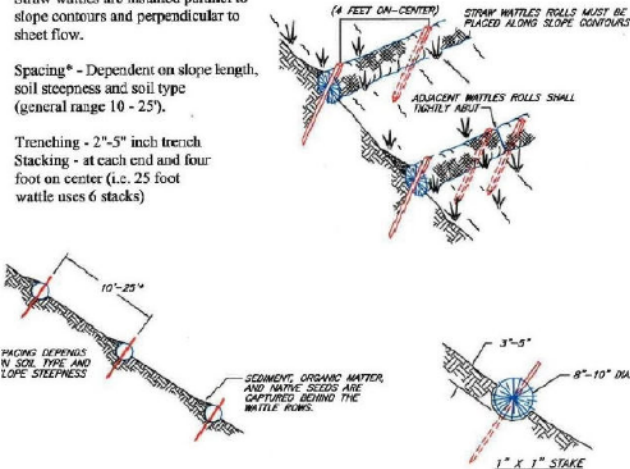 Straw wattles are installed parallel to
slope contours and perpendicular to
sheet flow.
Spacing* - Dependent on slope length,
soil steepness and soil type
(general range 10 - 25').
Trenching - 2"-5" inch trench
Stacking - at each end and four
foot on center (i.e. 25 foot
wattle uses 6 stacks)
(4 FEET ON-CENTER)
STRAW WATTLES ROLLS MUST BE
PLACED ALONG SLOPE CONTOURS
ADJACENT WATTLES ROLLS SHALL
TIGHTLY ABUT
10'-25'*
PACING DEPENDS
N SOIL TYPE AND
LOPE STEEPNESS
SEDIMENT, ORGANIC MATTER,
AND NATIVE SEEDS ARE
CAPTURED BEHIND THE
WATTLE ROWS.
3"-5"
8"-10" DIA
1" X 1" STAKE